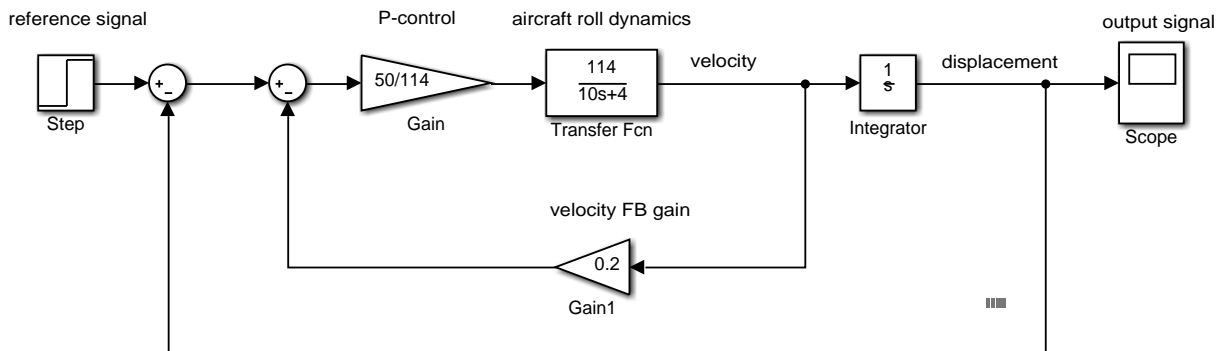 reference signal
P-control
aircraft roll dynamics
output signal
velocity
displacement
+
−
+
−
50/114
114
10s+4
1
s
Step
Gain
Transfer Fcn
Integrator
Scope
velocity FB gain
0.2
Gain1